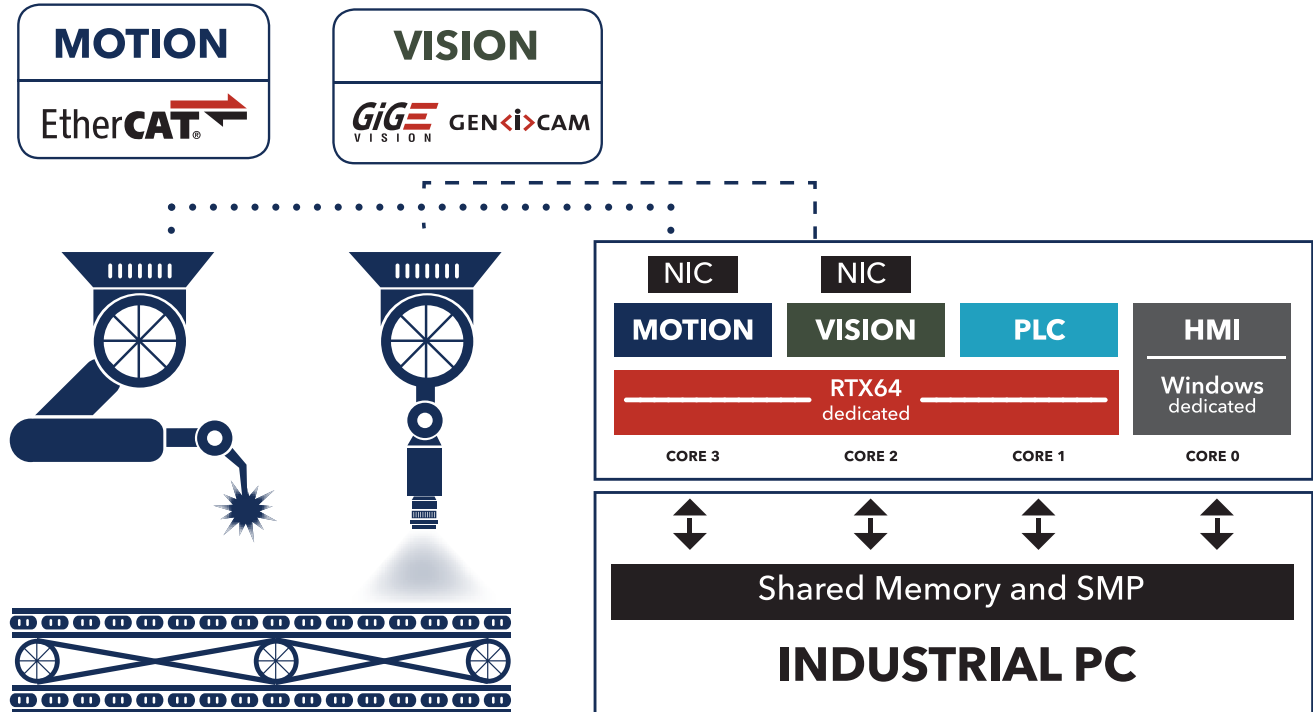 MOTION
EtherCAT®
VISION
GiGE
VISION
GEN<i>CAM
NIC
NIC
MOTION
VISION
PLC
HMI
RTX64
dedicated
Windows
dedicated
CORE 3
CORE 2
CORE 1
CORE 0
Shared Memory and SMP
INDUSTRIAL PC